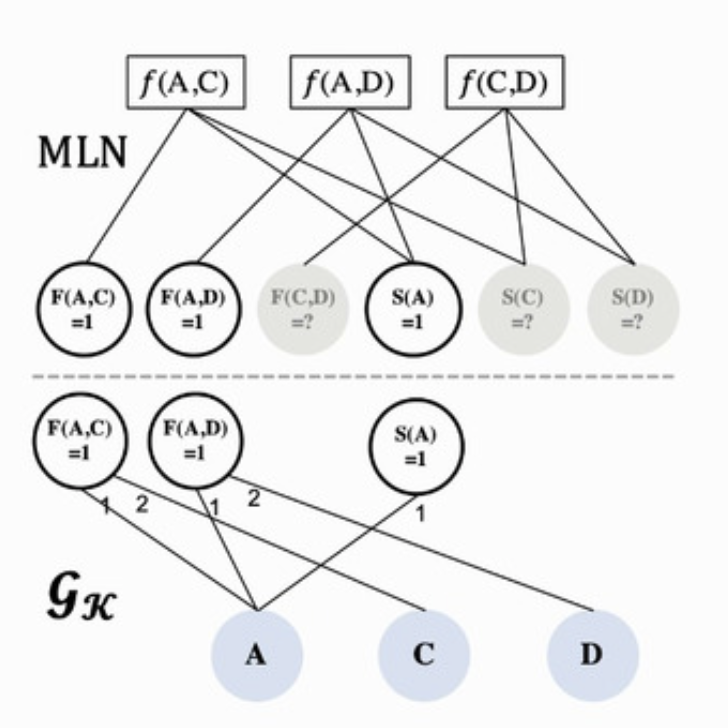 f(A,C) f(A,D) f(C,D)
MLN
F(A,C) F(A,D) F(C,D) S(A) S(C) S(D)
=1 =1 =? =1 =? =?
F(A,C) F(A,D) S(A)
=1 =1 =1
1 2 1 2 1
𝒢𝒦
A C D